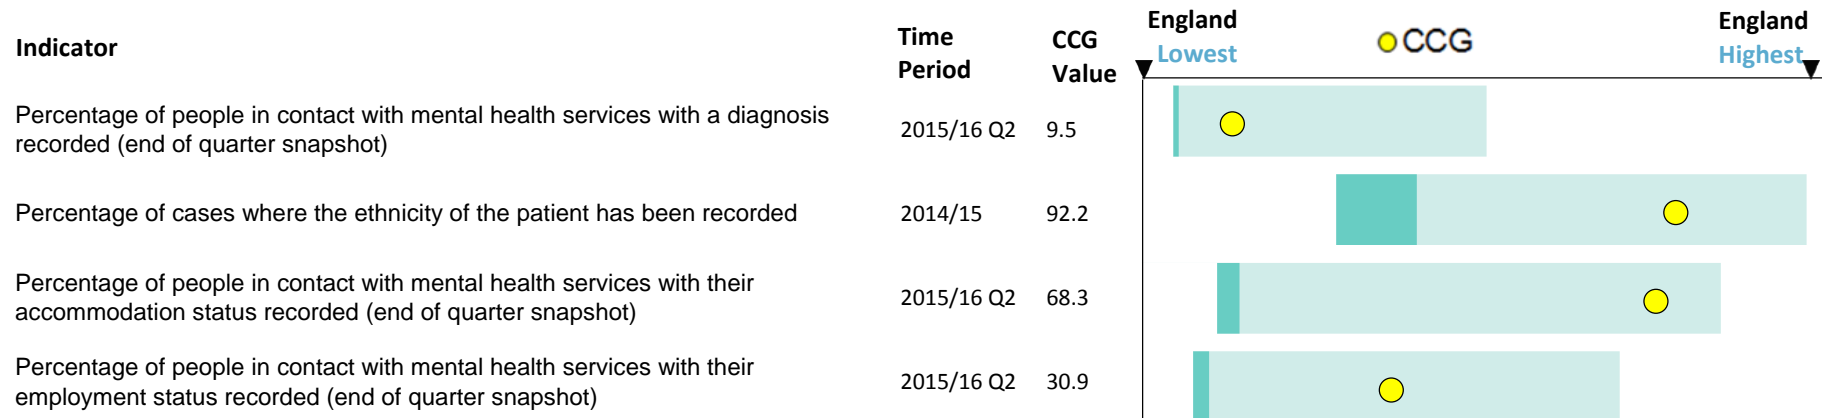 Indicator
Time Period
CCG Value
England Lowest
CCG
England Highest
Percentage of people in contact with mental health services with a diagnosis
recorded (end of quarter snapshot)
2015/16 Q2 9.5
Percentage of cases where the ethnicity of the patient has been recorded 2014/15 92.2
Percentage of people in contact with mental health services with their
accommodation status recorded (end of quarter snapshot)
2015/16 Q2 68.3
Percentage of people in contact with mental health services with their
employment status recorded (end of quarter snapshot)
2015/16 Q2 30.9